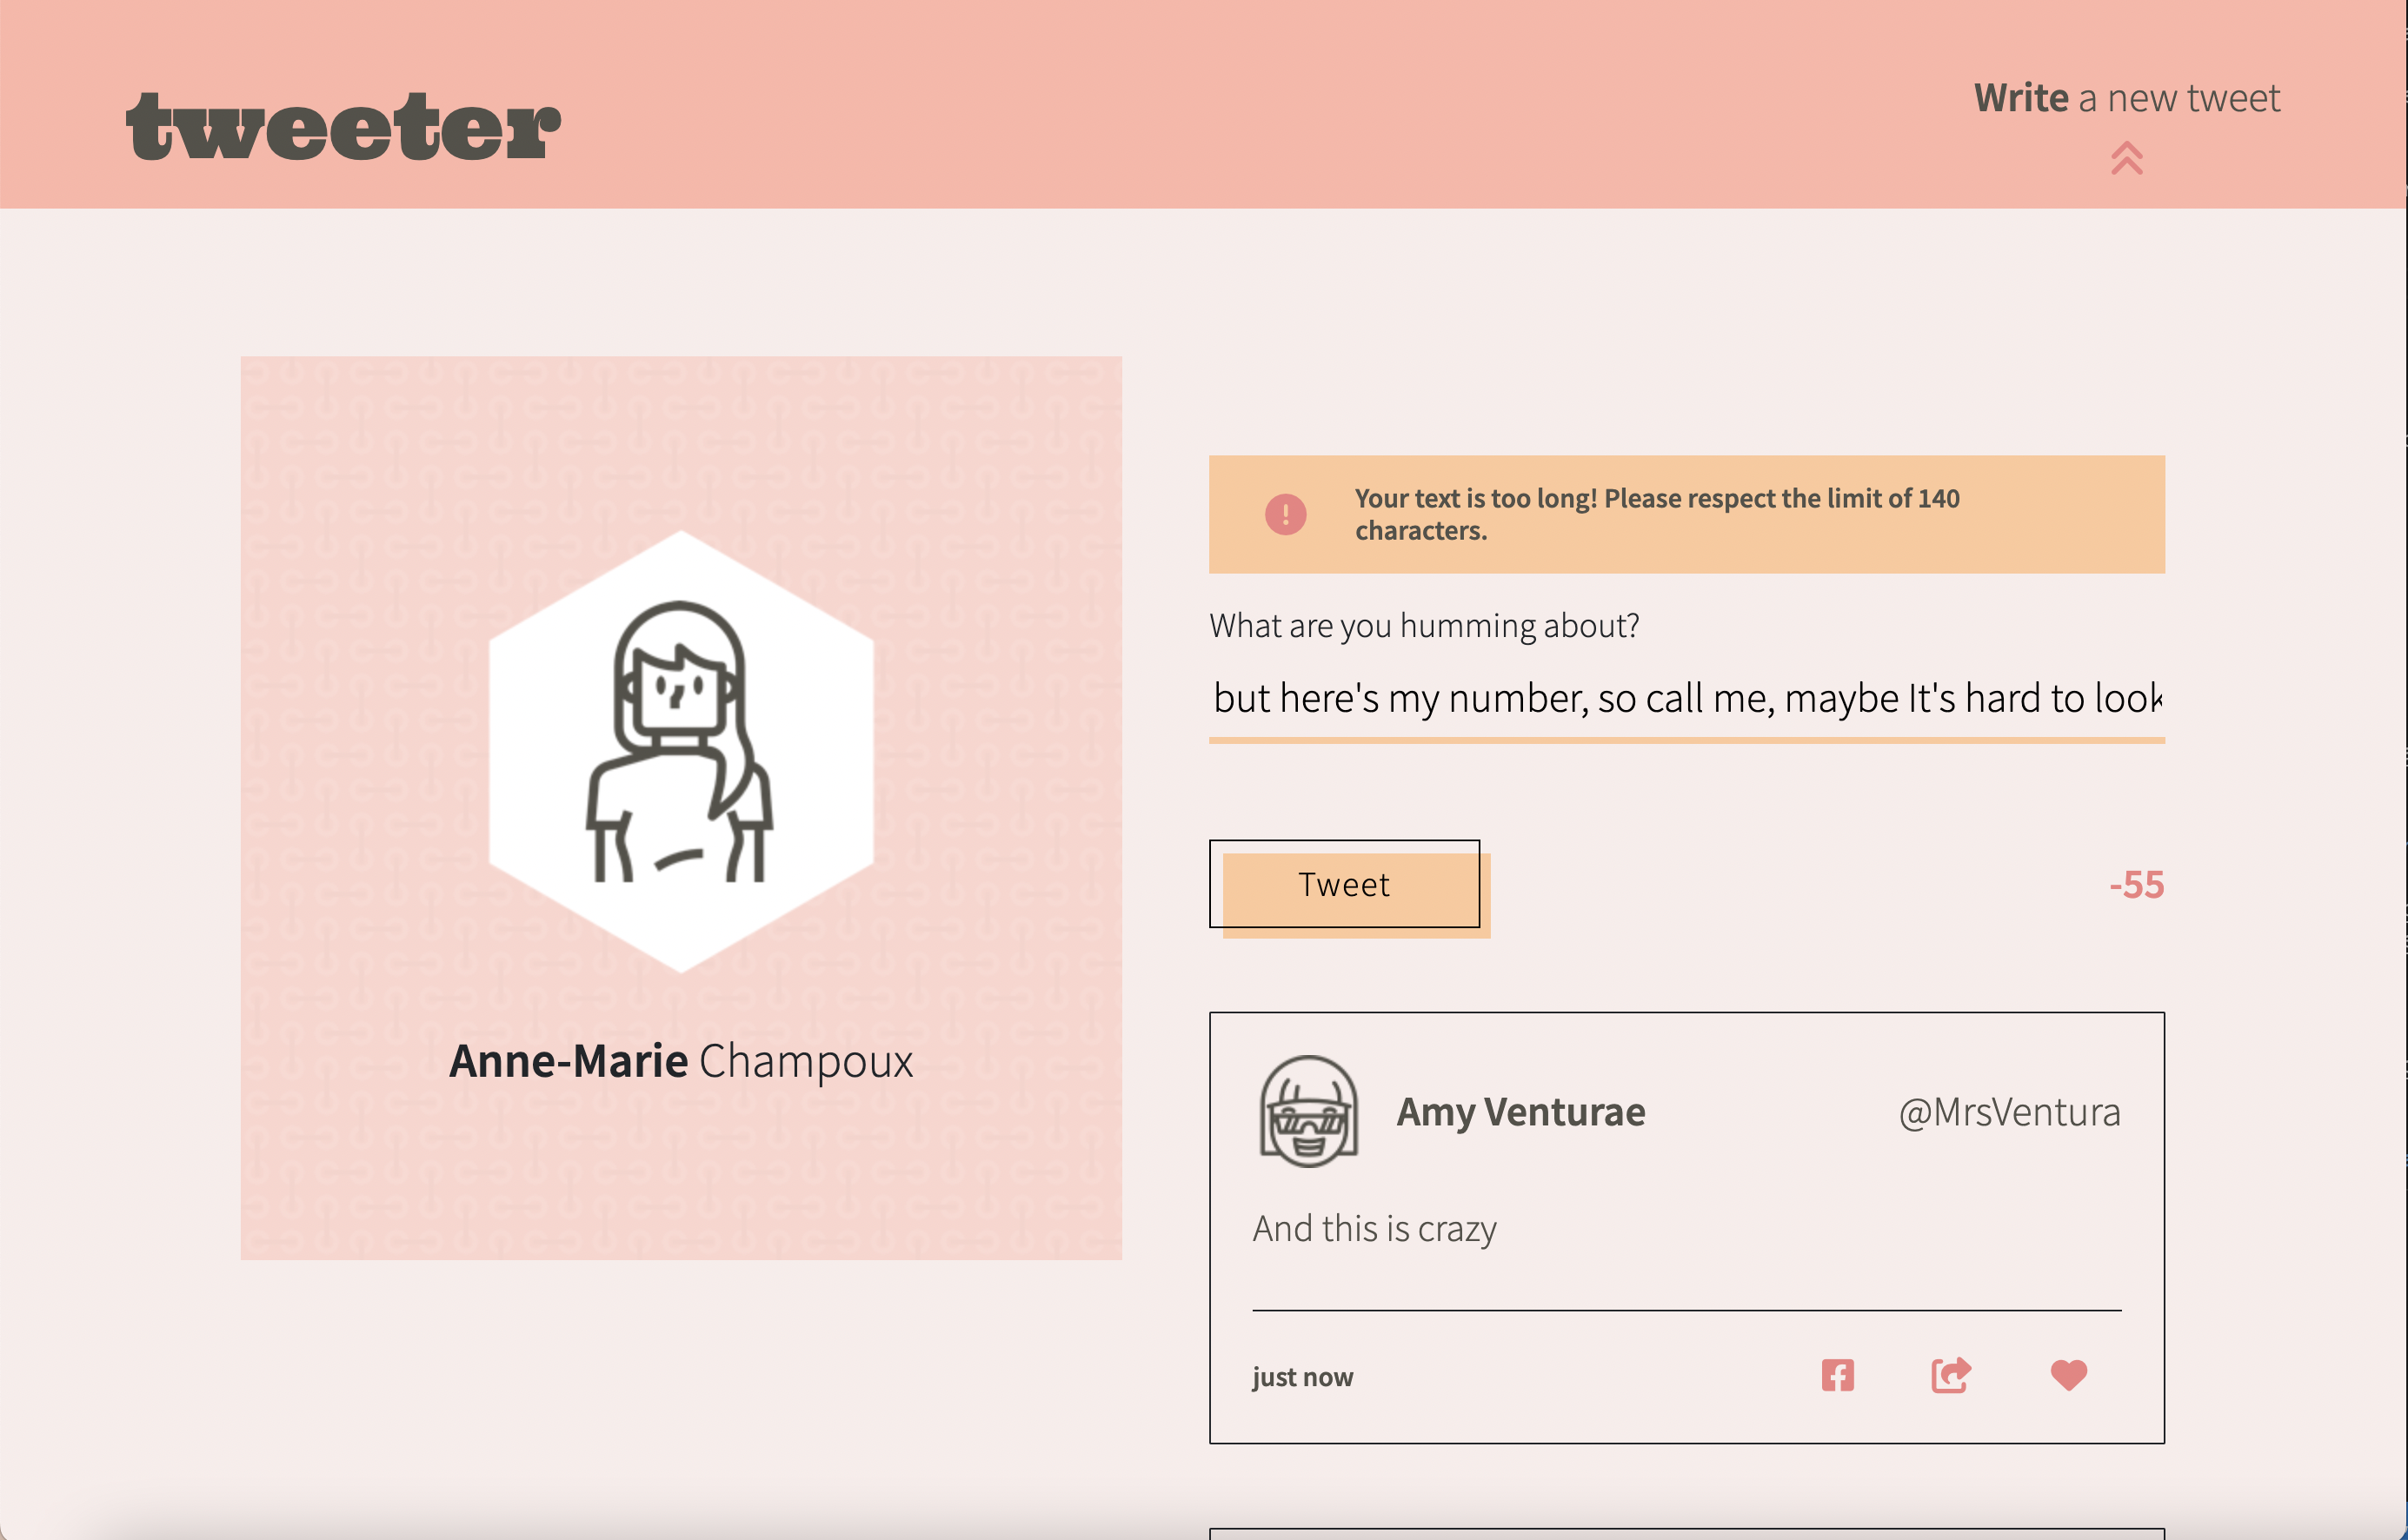 tweeter
Write a new tweet
Your text is too long! Please respect the limit of 140
characters.
What are you humming about?
but here's my number, so call me, maybe It's hard to look
Tweet
-55
Anne-Marie Champoux
Amy Venturae
@MrsVentura
And this is crazy
just now